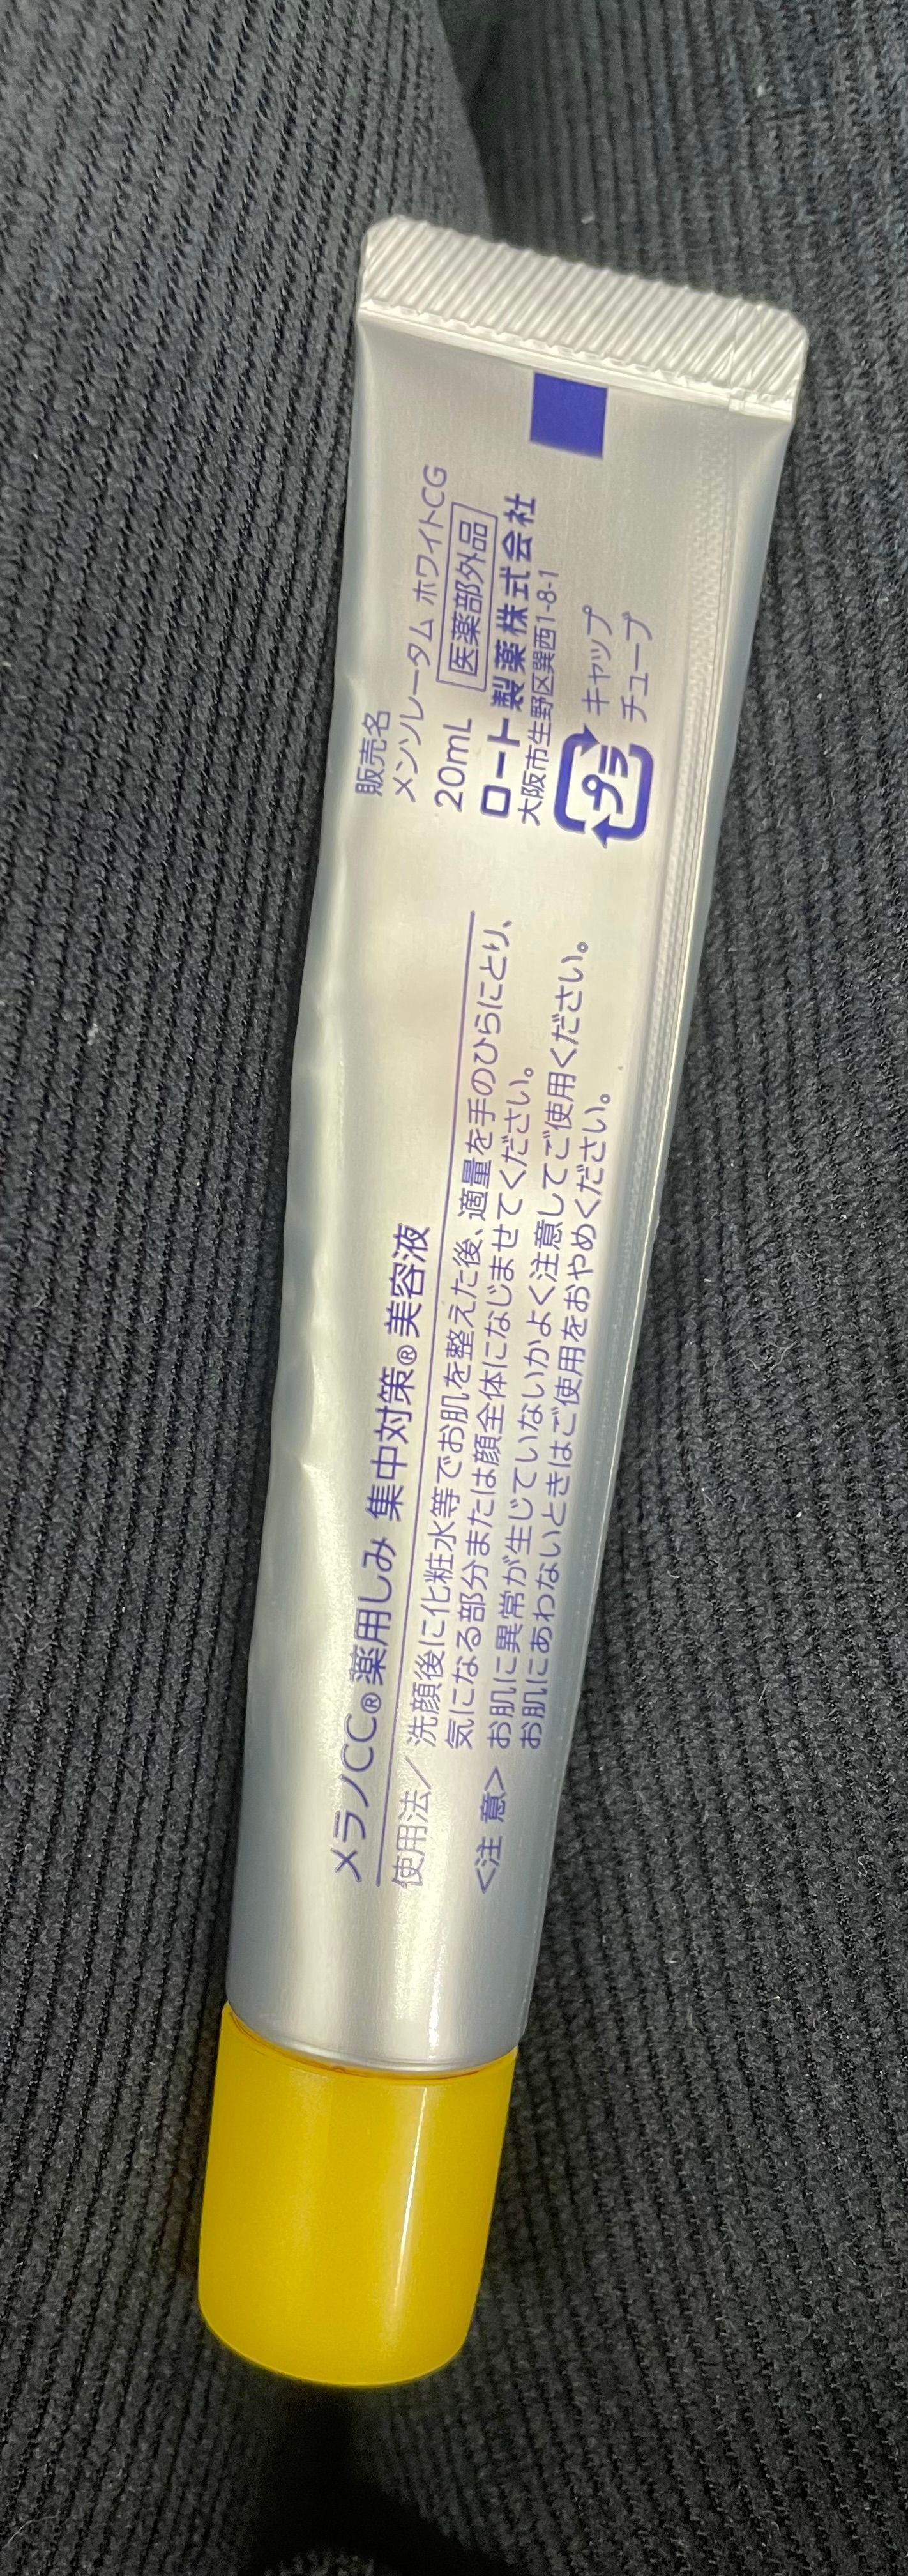 メラノCC® 薬用しみ 集中対策® 美容液
使用法／ 洗顔後に化粧水等でお肌を整えた後、適量を手のひらにとり、
気になる部分または顔全体になじませてください。
<注 意> お肌に異常が生じていないかよく注意してご使用ください。
お肌にあわないときはご使用をおやめください。
販売名
メンソレータム ホワイトCG
20mL 医薬部外品
ロート製薬株式会社
大阪市生野区巽西1-8-1
プラ キャップ
チューブ